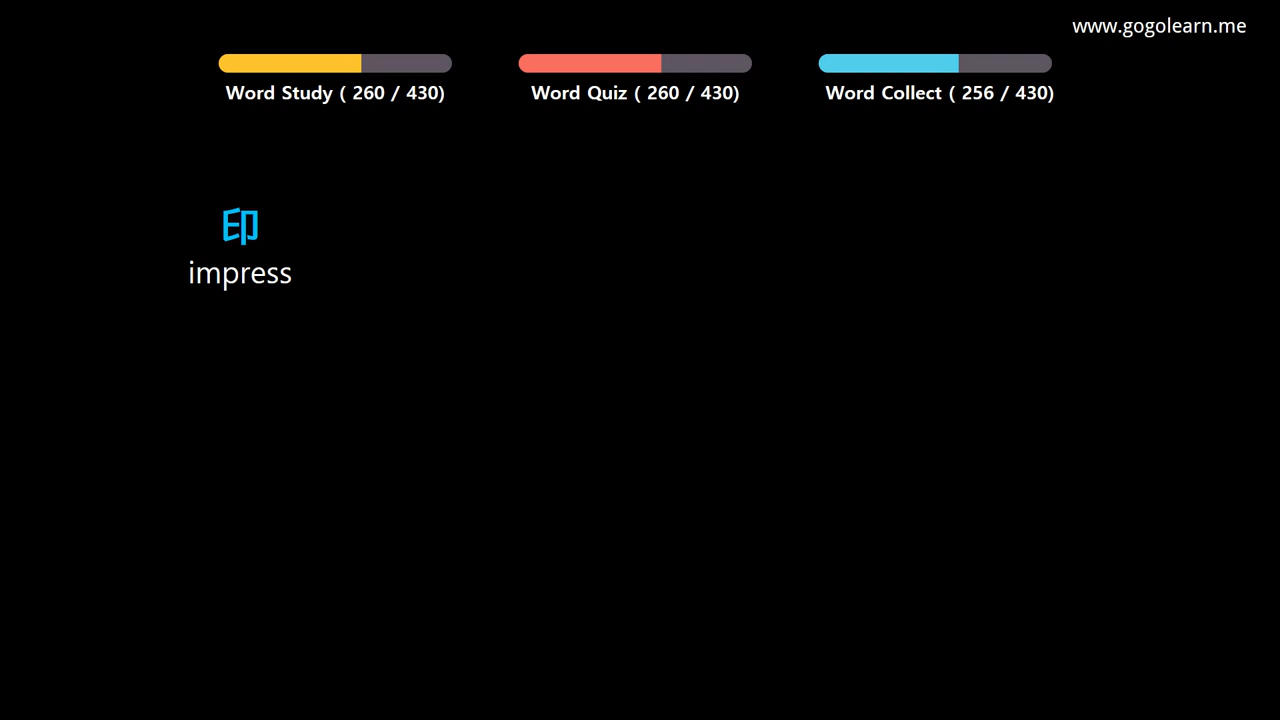 www.gogolearn.me
Word Study ( 260 / 430)
Word Quiz ( 260 / 430)
Word Collect ( 256 / 430)
印
impress